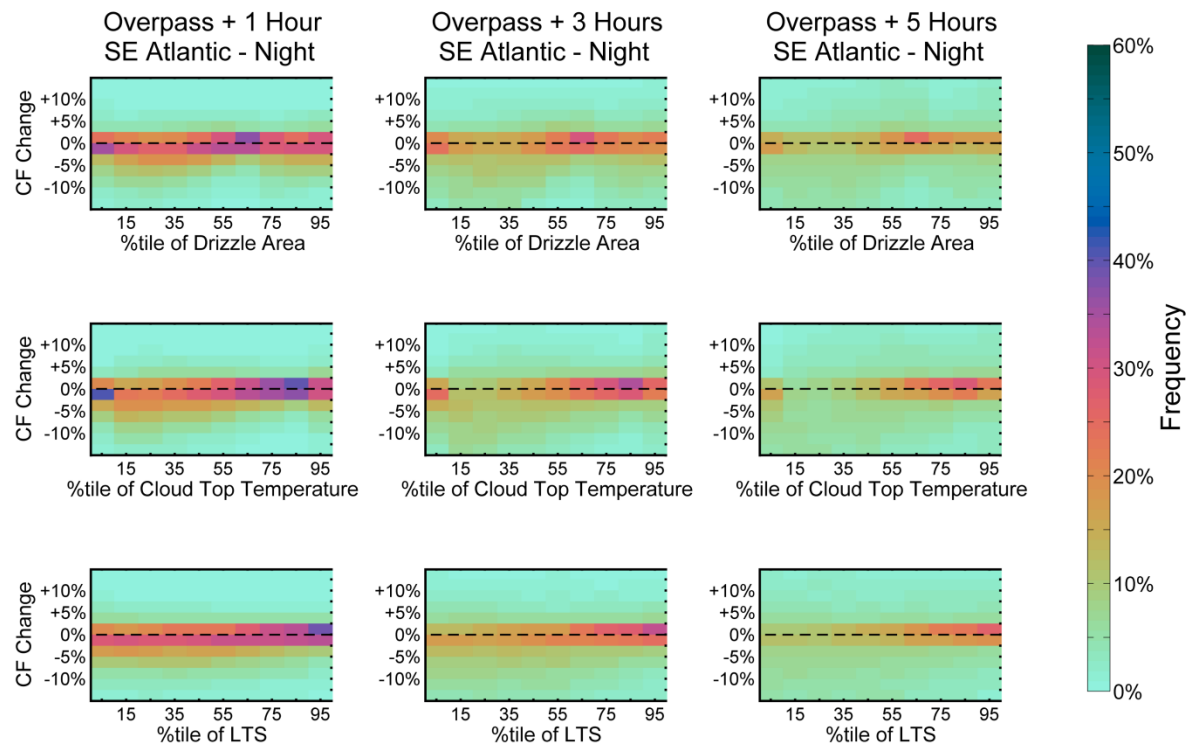 Overpass + 1 Hour
SE Atlantic - Night
Overpass + 3 Hours
SE Atlantic - Night
Overpass + 5 Hours
SE Atlantic - Night
CF Change
+10%
+5%
0%
-5%
-10%
15 35 55 75 95
%tile of Drizzle Area
+10%
+5%
0%
-5%
-10%
15 35 55 75 95
%tile of Drizzle Area
+10%
+5%
0%
-5%
-10%
15 35 55 75 95
%tile of Drizzle Area
CF Change
+10%
+5%
0%
-5%
-10%
15 35 55 75 95
%tile of Cloud Top Temperature
+10%
+5%
0%
-5%
-10%
15 35 55 75 95
%tile of Cloud Top Temperature
+10%
+5%
0%
-5%
-10%
15 35 55 75 95
%tile of Cloud Top Temperature
CF Change
+10%
+5%
0%
-5%
-10%
15 35 55 75 95
%tile of LTS
+10%
+5%
0%
-5%
-10%
15 35 55 75 95
%tile of LTS
+10%
+5%
0%
-5%
-10%
15 35 55 75 95
%tile of LTS
60%
50%
40%
30%
20%
10%
0%
Frequency